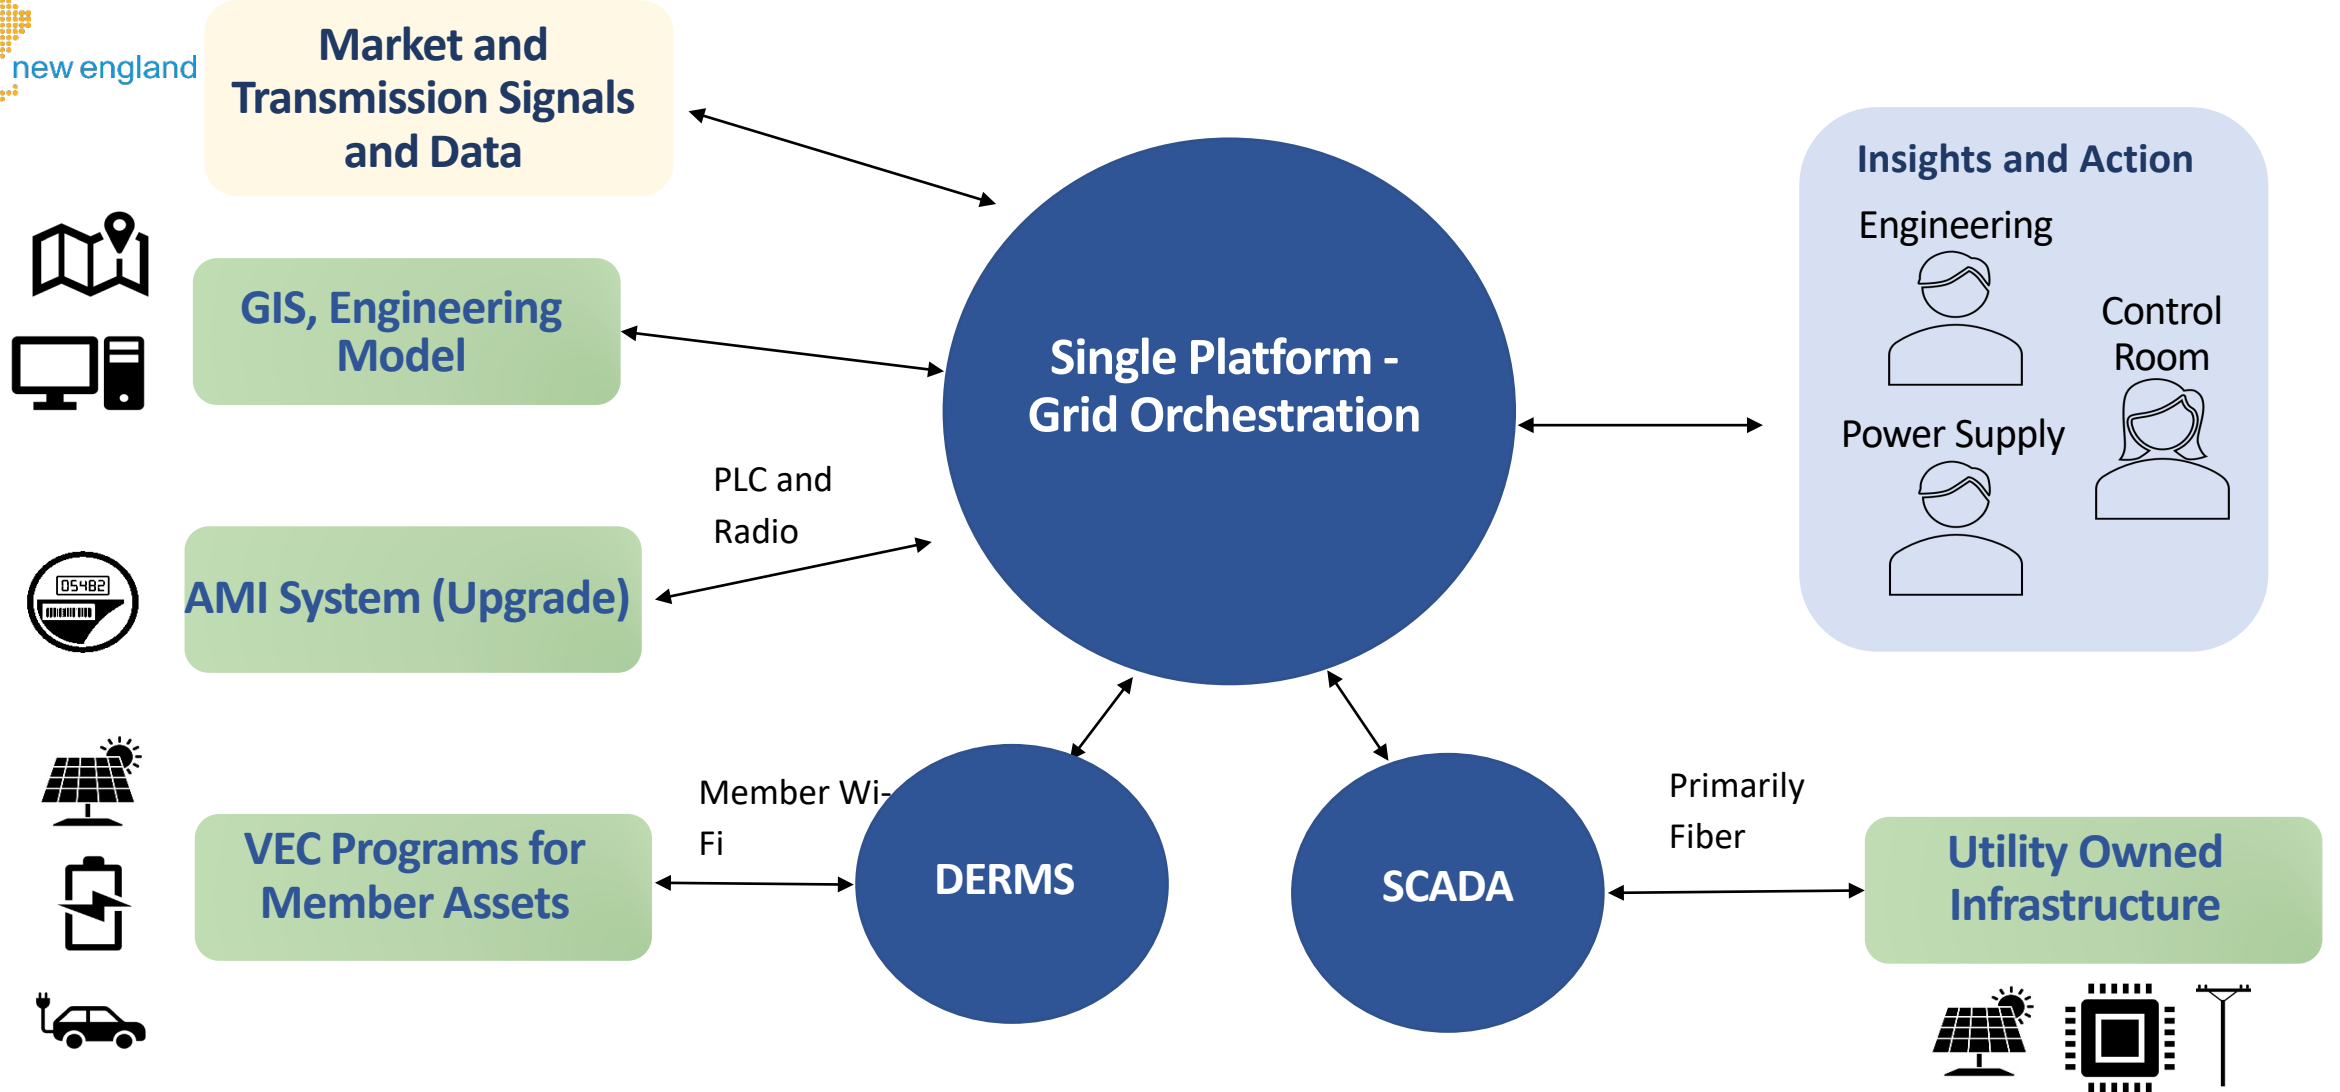 new england
Market and
Transmission Signals
and Data
GIS, Engineering
Model
PLC and
Radio
05482
AMI System (Upgrade)
Member Wi-
Fi
VEC Programs for
Member Assets
Single Platform -
Grid Orchestration
DERMS
SCADA
Insights and Action
Engineering
Control
Room
Power Supply
Primarily
Fiber
Utility Owned
Infrastructure